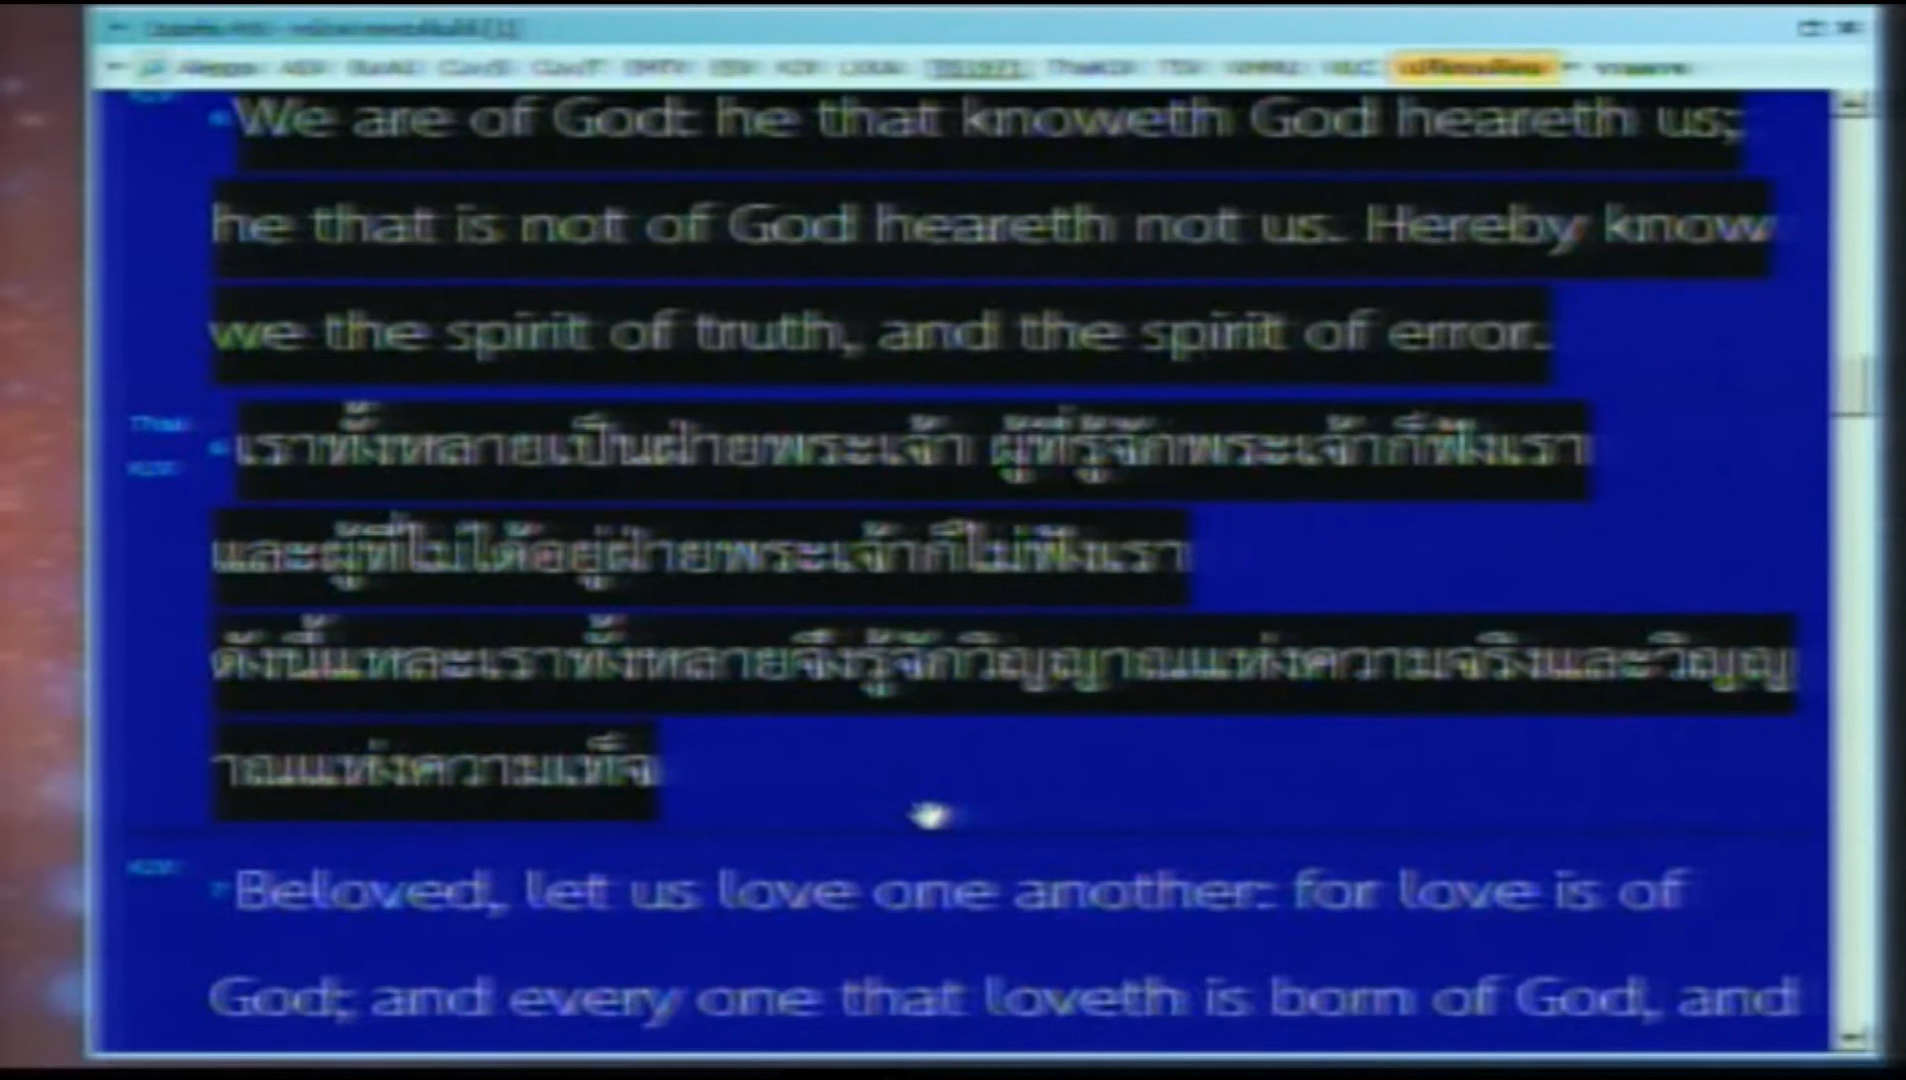 We are of God: he that knoweth God heareth us;
he that is not of God heareth not us. Hereby know
we the spirit of truth, and the spirit of error.
เราทั้งหลายเป็นฝ่ายพระเจ้า ผู้ที่รู้จักพระเจ้าก็ฟังเรา
และผู้ที่ไม่ได้อยู่ฝ่ายพระเจ้าก็ไม่ฟังเรา
ดังนี้แหละเราทั้งหลายจึงรู้จักวิญญาณแห่งความจริงและวิญญ
าณแห่งความเท็จ
KJV
Beloved, let us love one another: for love is of
God; and every one that loveth is born of God, and